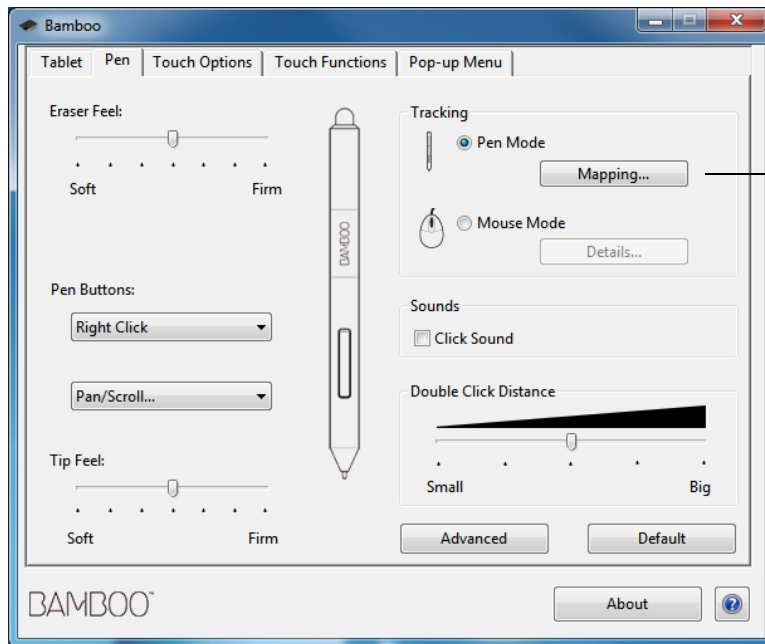 Bamboo
Tablet Pen Touch Options Touch Functions Pop-up Menu
Eraser Feel:
Soft Firm
Pen Buttons:
Right Click
Pan/Scroll...
Tip Feel:
Soft Firm
BAMBOO
Tracking
Pen Mode
Mapping...
Mouse Mode
Details...
Sounds
Click Sound
Double Click Distance
Small Big
Advanced Default
BAMBOO™
About ?